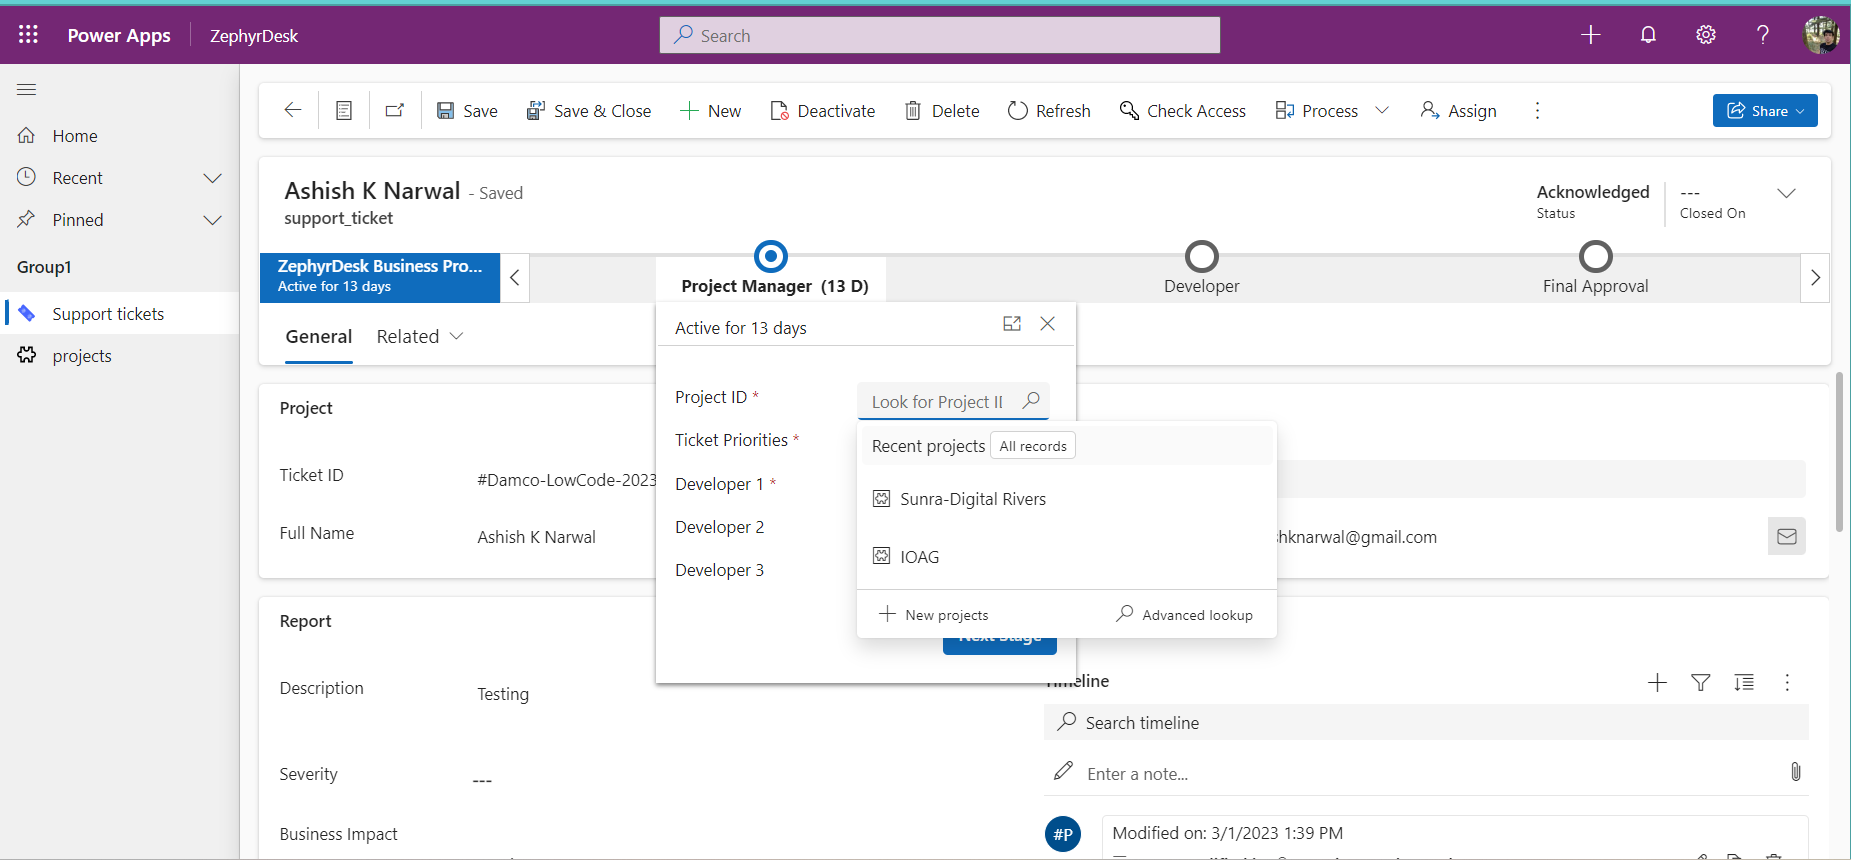 Power Apps
ZephyrDesk
Search
Save
Save & Close
New
Deactivate
Delete
Refresh
Check Access
Process
Assign
Share
Home
Recent
Pinned
Group1
Support tickets
projects
Ashish K Narwal - Saved
support_ticket
Acknowledged
Status
---
Closed On
ZephyrDesk Business Pro...
Active for 13 days
Project Manager (13 D)
Developer
Final Approval
General
Related
Active for 13 days
Project ID *
Look for Project ID
Ticket Priorities *
Developer 1 *
Developer 2
Developer 3
Recent projects
All records
Sunra-Digital Rivers
IOAG
New projects
Advanced lookup
Next Stage
Project
Ticket ID
#Damco-LowCode-2023
Full Name
Ashish K Narwal
hknarwal@gmail.com
Report
Description
Testing
Severity
---
Business Impact
Timeline
Search timeline
Enter a note...
#P
Modified on: 3/1/2023 1:39 PM